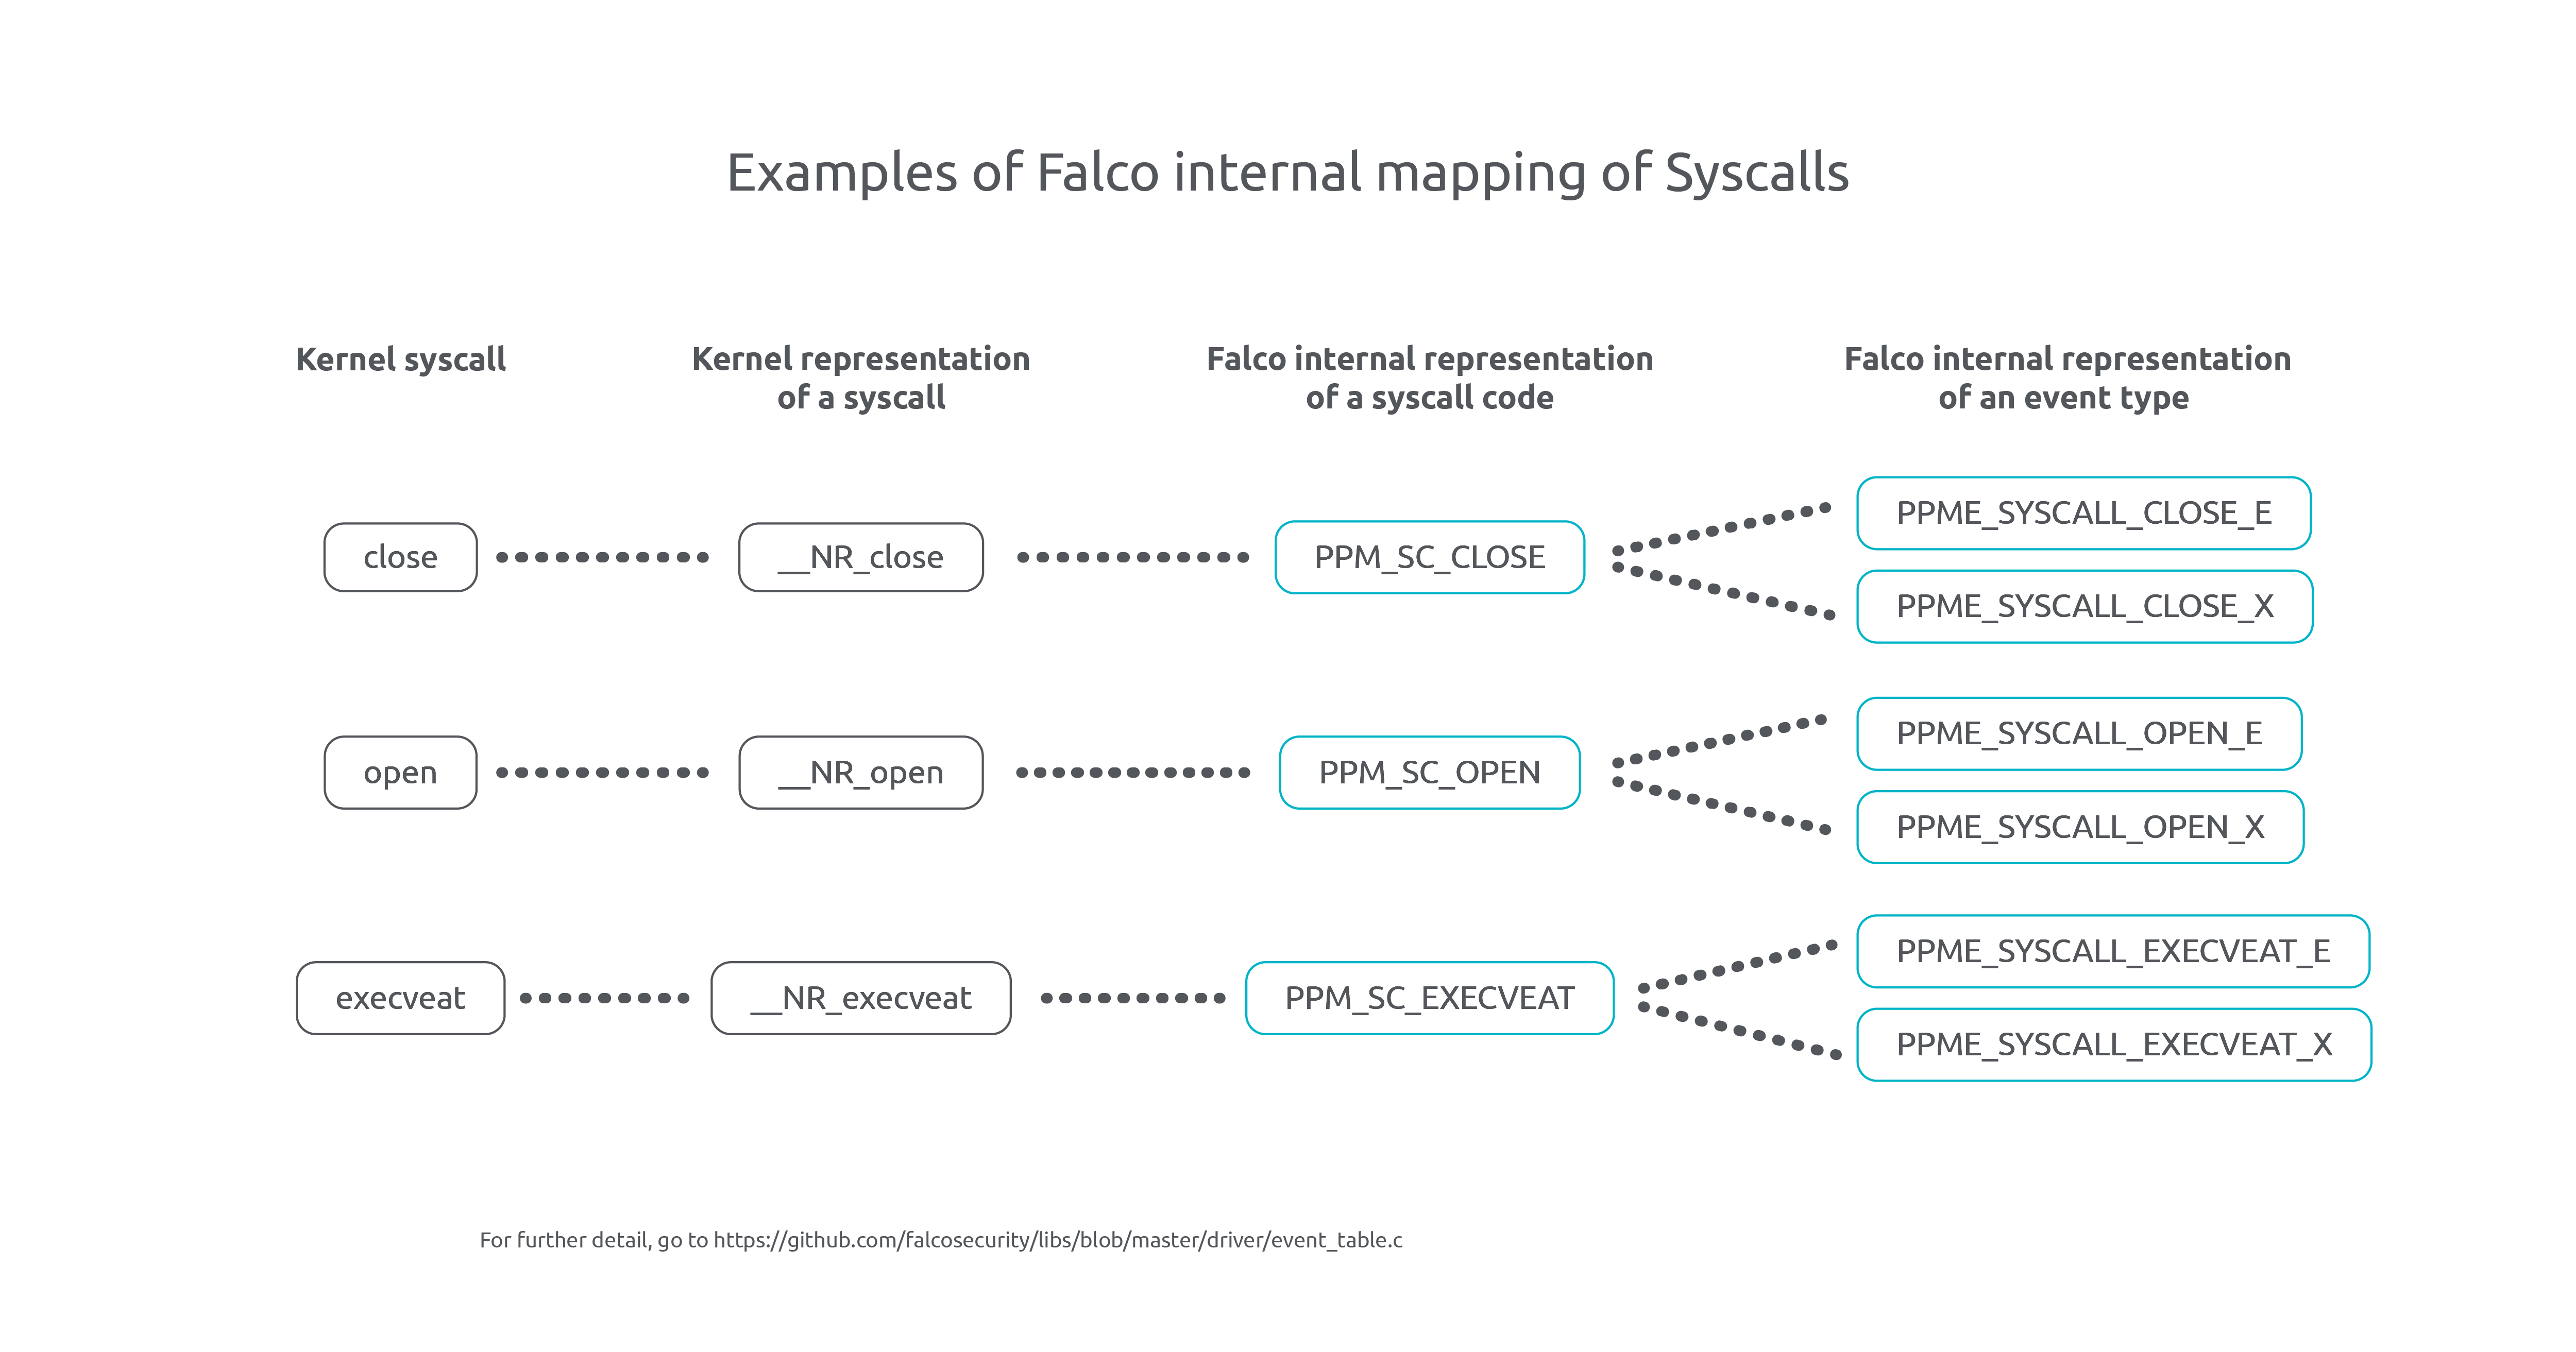 Examples of Falco internal mapping of Syscalls
Kernel syscall
Kernel representation
of a syscall
Falco internal representation
of a syscall code
Falco internal representation
of an event type
close
__NR_close
PPM_SC_CLOSE
PPME_SYSCALL_CLOSE_E
PPME_SYSCALL_CLOSE_X
open
__NR_open
PPM_SC_OPEN
PPME_SYSCALL_OPEN_E
PPME_SYSCALL_OPEN_X
execveat
__NR_execveat
PPM_SC_EXECVEAT
PPME_SYSCALL_EXECVEAT_E
PPME_SYSCALL_EXECVEAT_X
For further detail, go to https://github.com/falcosecurity/libs/blob/master/driver/event_table.c